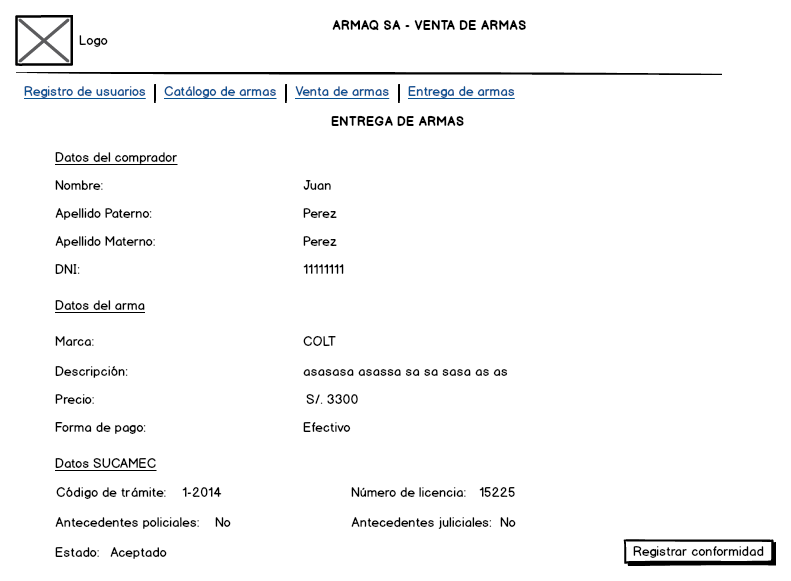 ARMAQ SA - VENTA DE ARMAS
Logo
Registro de usuarios | Catálogo de armas | Venta de armas | Entrega de armas
ENTREGA DE ARMAS
Datos del comprador
Nombre: Juan
Apellido Paterno: Perez
Apellido Materno: Perez
DNI: 11111111
Datos del arma
Marca: COLT
Descripción: asasasa asassa sa sa sasa as as
Precio: S/. 3300
Forma de pago: Efectivo
Datos SUCAMEC
Código de trámite: 1-2014 Número de licencia: 15225
Antecedentes policiales: No Antecedentes juliciales: No
Estado: Aceptado Registrar conformidad